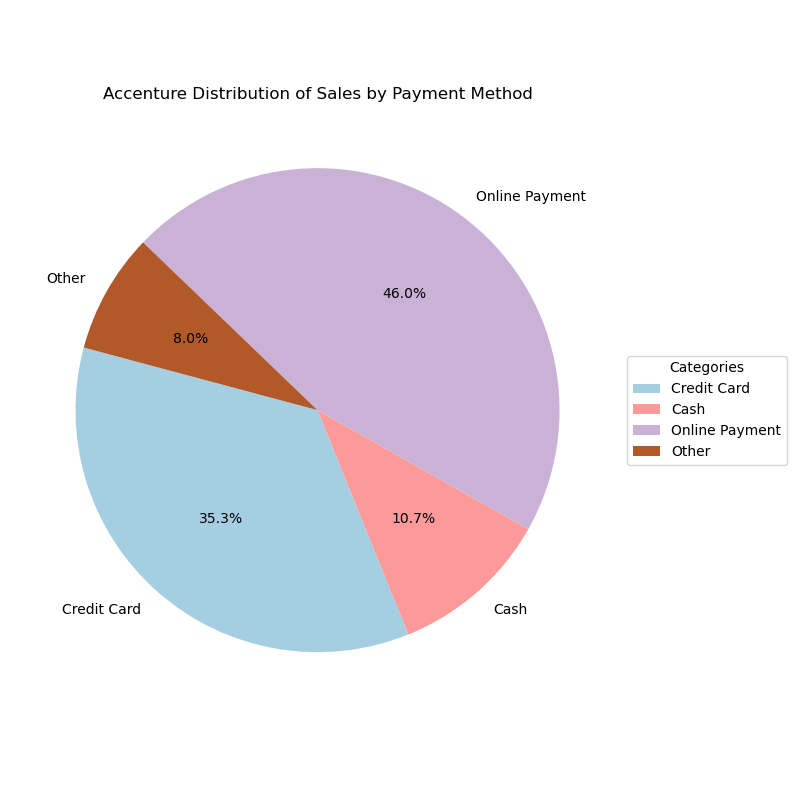 Accenture Distribution of Sales by Payment Method
Online Payment
46.0%
Other
8.0%
Categories
Credit Card
Cash
Online Payment
Other
35.3%
10.7%
Credit Card
Cash